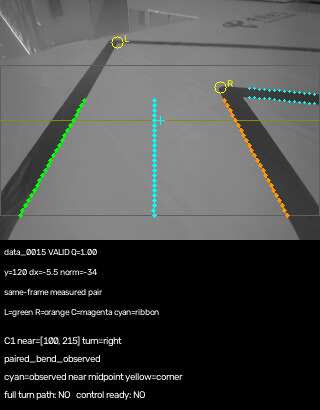 L
R
data_0015 VALID Q=1.00
y=120 dx=-5.5 norm=-34
same-frame measured pair
L=green R=orange C=magenta cyan=ribbon
C1 near=[100, 215] turn=right
paired_bend_observed
cyan=observed near midpoint yellow=corner
full turn path: NO control ready: NO